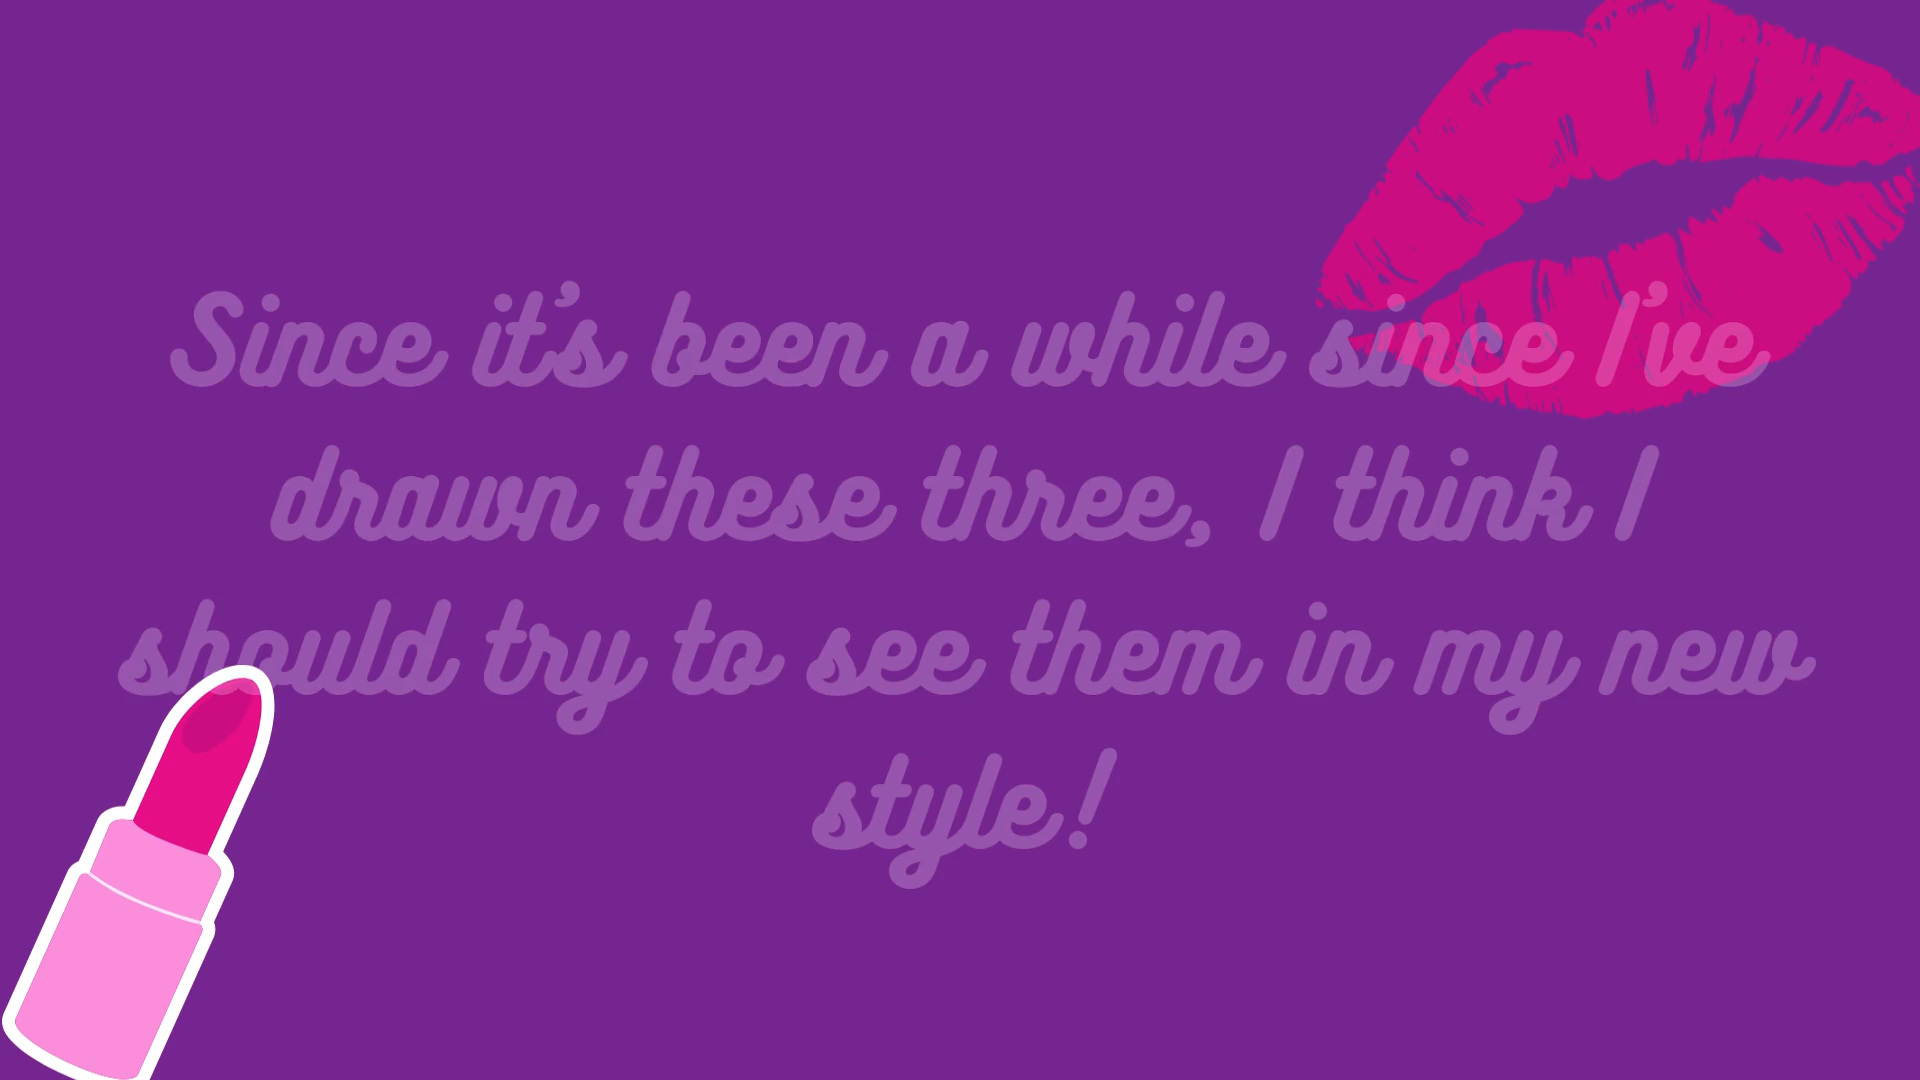 Since it's been a while since I've
drawn these three, I think I
should try to see them in my new
style!